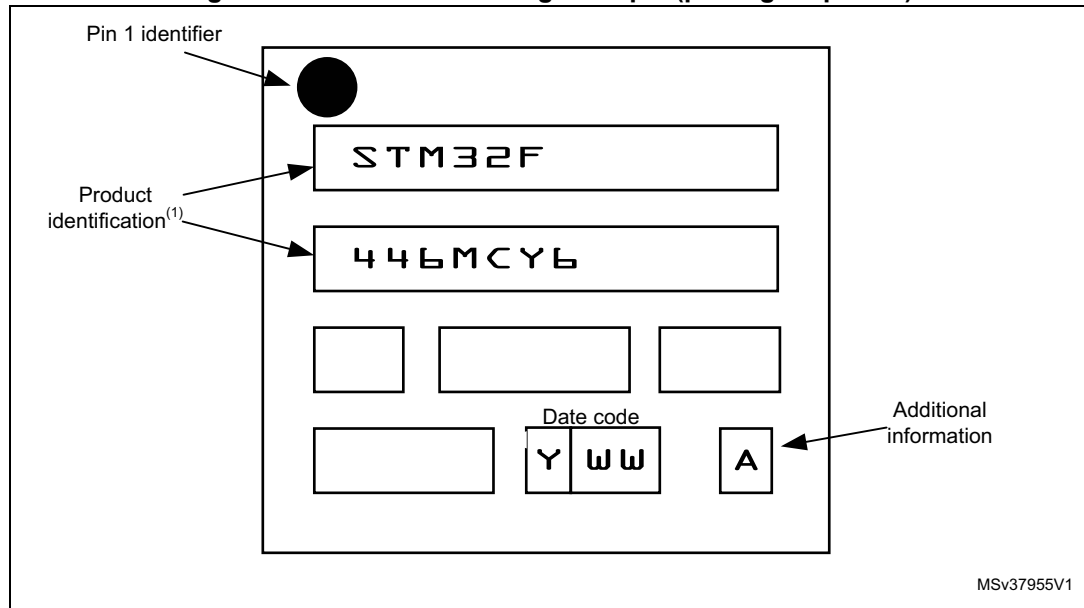 Pin 1 identifier
STM32F
Product
identification(1)
446MCY6
Date code
Additional
information
Y WW
A
MSv37955V1